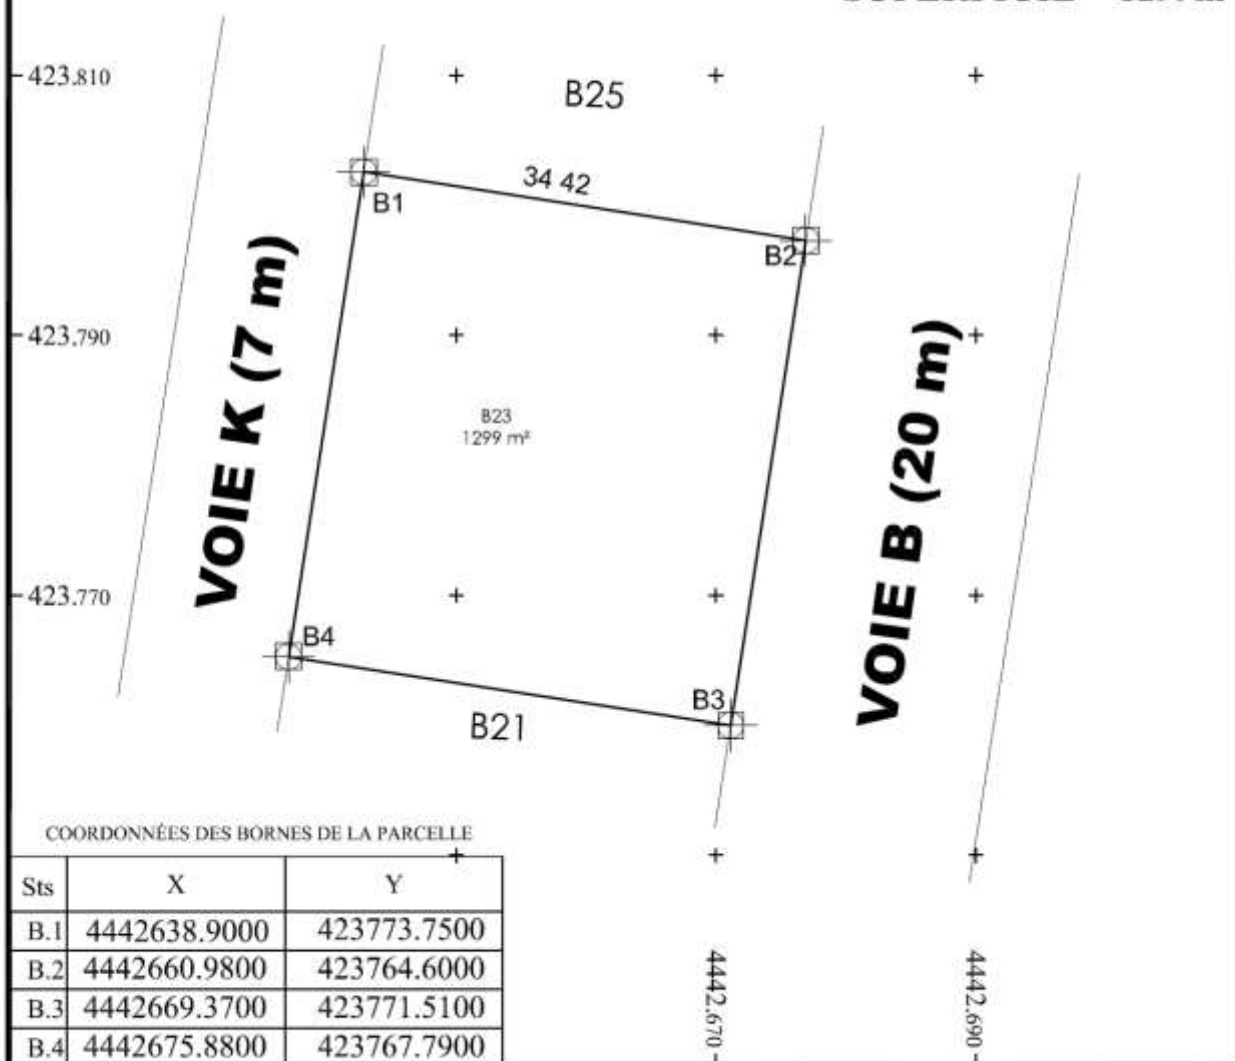 423.810
B25
34 42
B1
B2
VOIE K (7 m)
423.790
B23
1299 m²
VOIE B (20 m)
423.770
B4
B3
B21
COORDONNÉES DES BORNES DE LA PARCELLE
Sts X Y
B.1 4442638.9000 423773.7500
B.2 4442660.9800 423764.6000
B.3 4442669.3700 423771.5100
B.4 4442675.8800 423767.7900
4442.670
4442.690